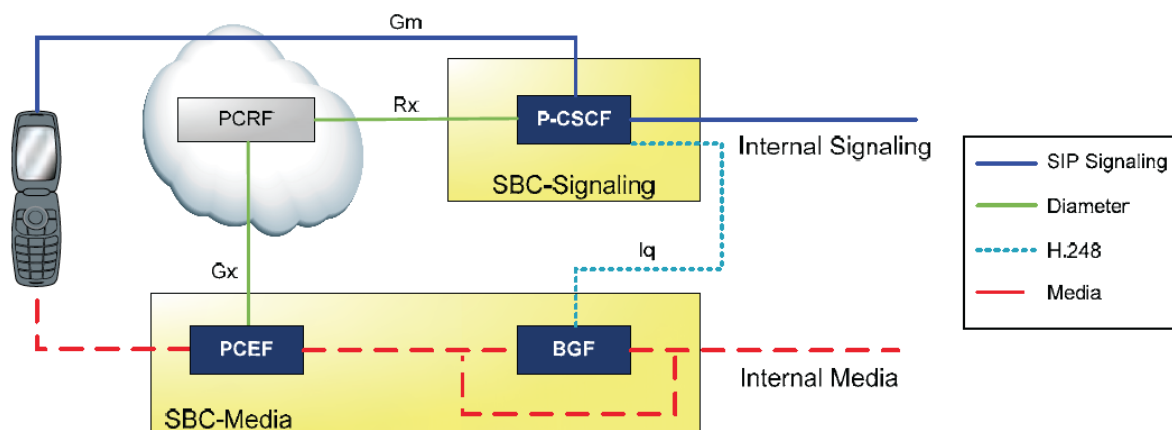 Gm
PCRF
Rx
P-CSCF
Internal Signaling
SBC-Signaling
SIP Signaling
Diameter
H.248
Media
Gx
Iq
PCEF
BGF
Internal Media
SBC-Media